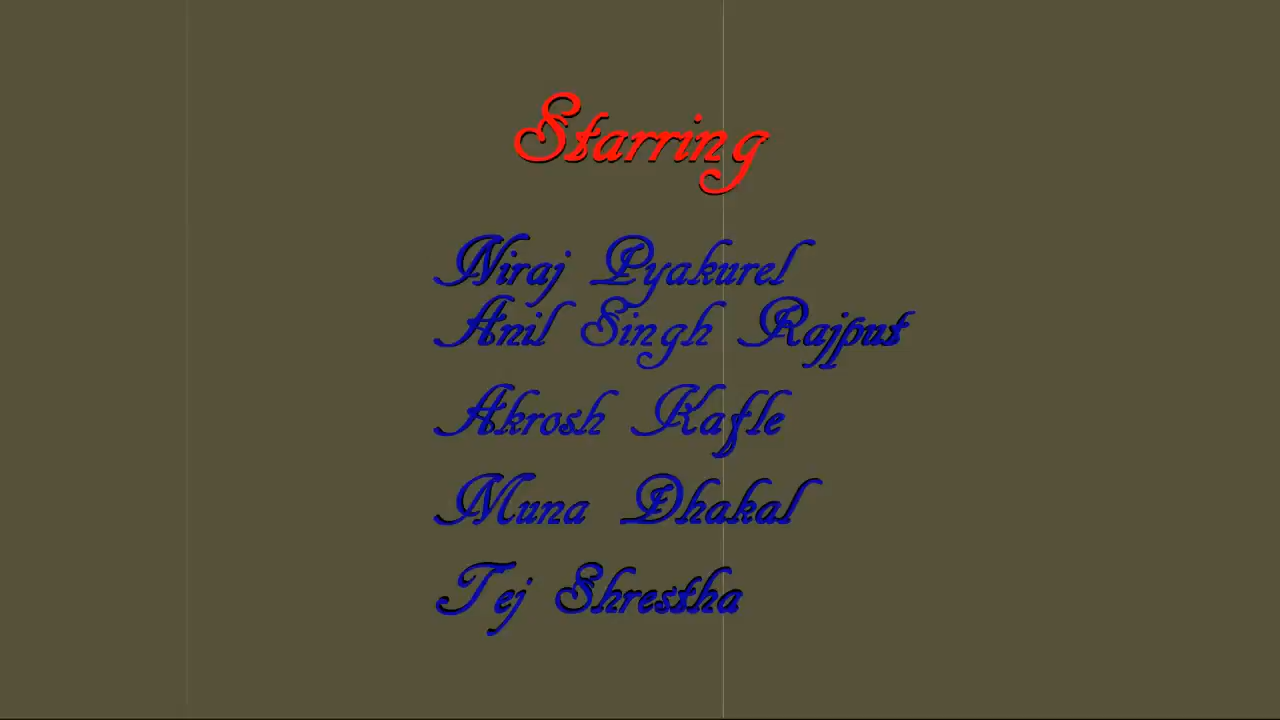 Starring
Niraj Pyakurel
Anil Singh Rajput
Akrosh Kafle
Muna Dhakal
Tej Shrestha